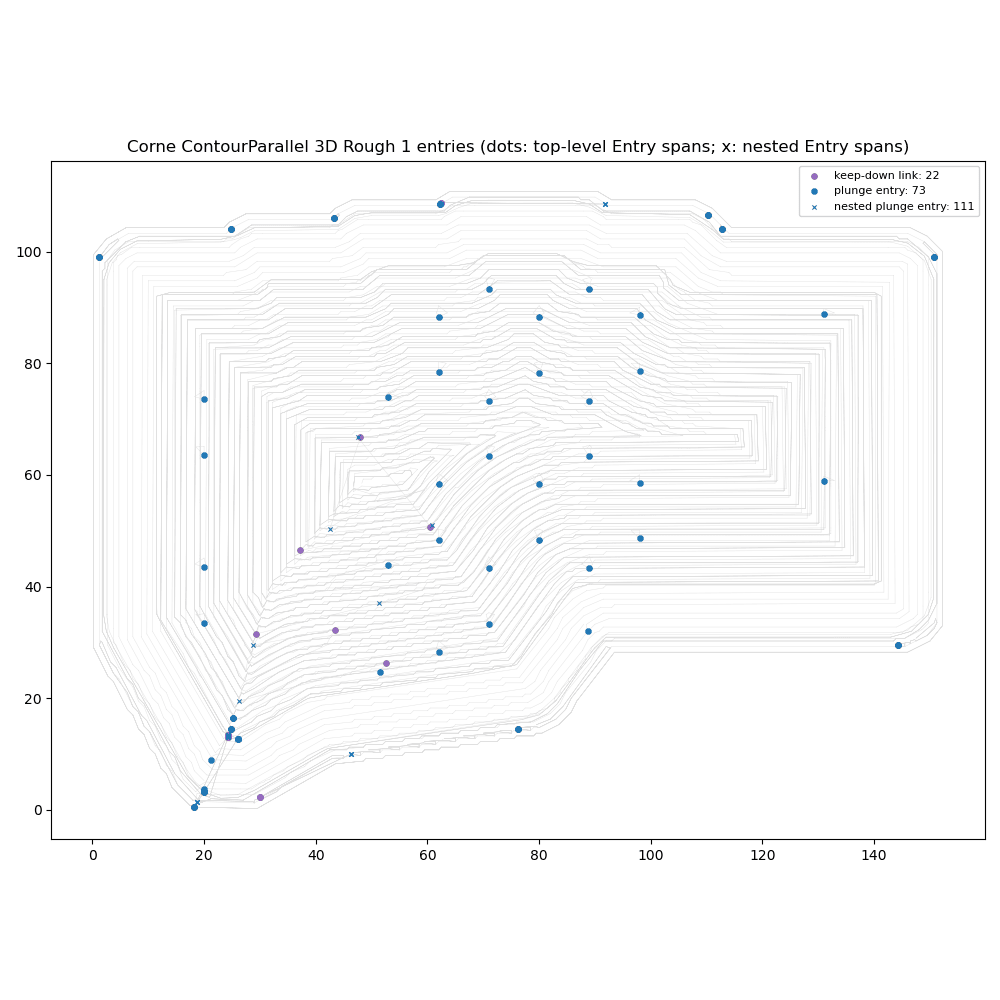 Corne ContourParallel 3D Rough 1 entries (dots: top-level Entry spans; x: nested Entry spans)
keep-down link: 22
plunge entry: 73
nested plunge entry: 111
100
80
60
40
20
0
0 20 40 60 80 100 120 140